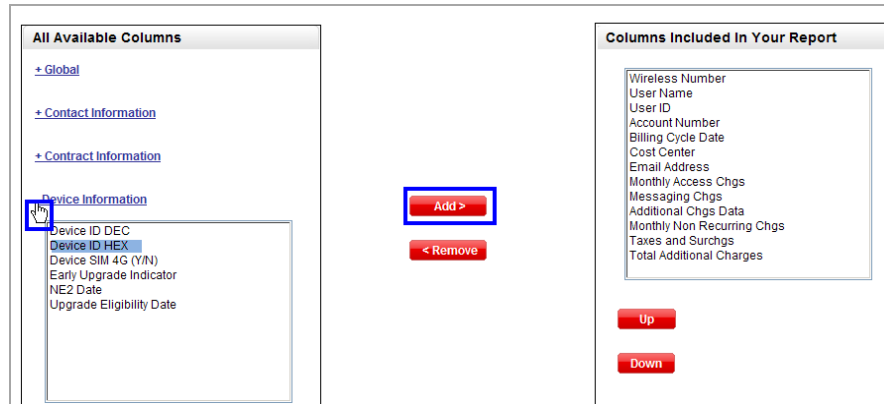 All Available Columns
+ Global
+ Contact Information
+ Contract Information
Device Information
Device ID DEC
Device ID HEX
Device SIM 4G (Y/N)
Early Upgrade Indicator
NE2 Date
Upgrade Eligibility Date
Add >
< Remove
Columns Included In Your Report
Wireless Number
User Name
User ID
Account Number
Billing Cycle Date
Cost Center
Email Address
Monthly Access Chgs
Messaging Chgs
Additional Chgs Data
Monthly Non Recurring Chgs
Taxes and Surchgs
Total Additional Charges
Up
Down